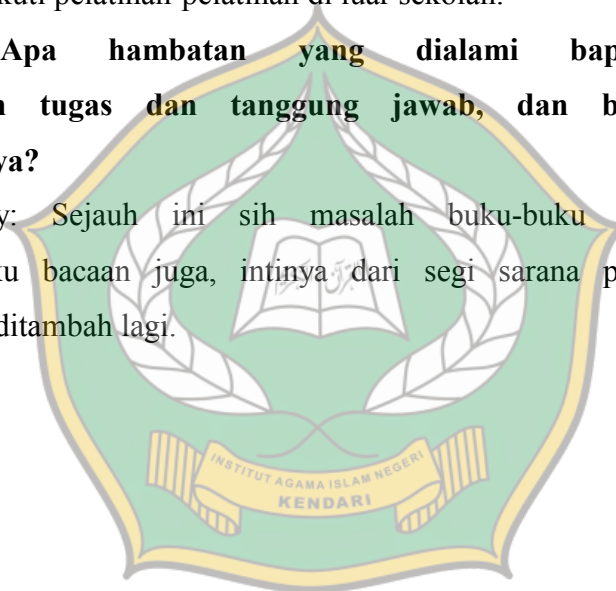 kuti pelatihan-pelatihan di luar sekolah.
Apa hambatan yang dialami bap
n tugas dan tanggung jawab, dan b
ya?
y: Sejauh ini sih masalah buku-buku
ku bacaan juga, intinya dari segi sarana p
ditambah lagi.
INSTITUT AGAMA ISLAM NEGERI
KENDARI